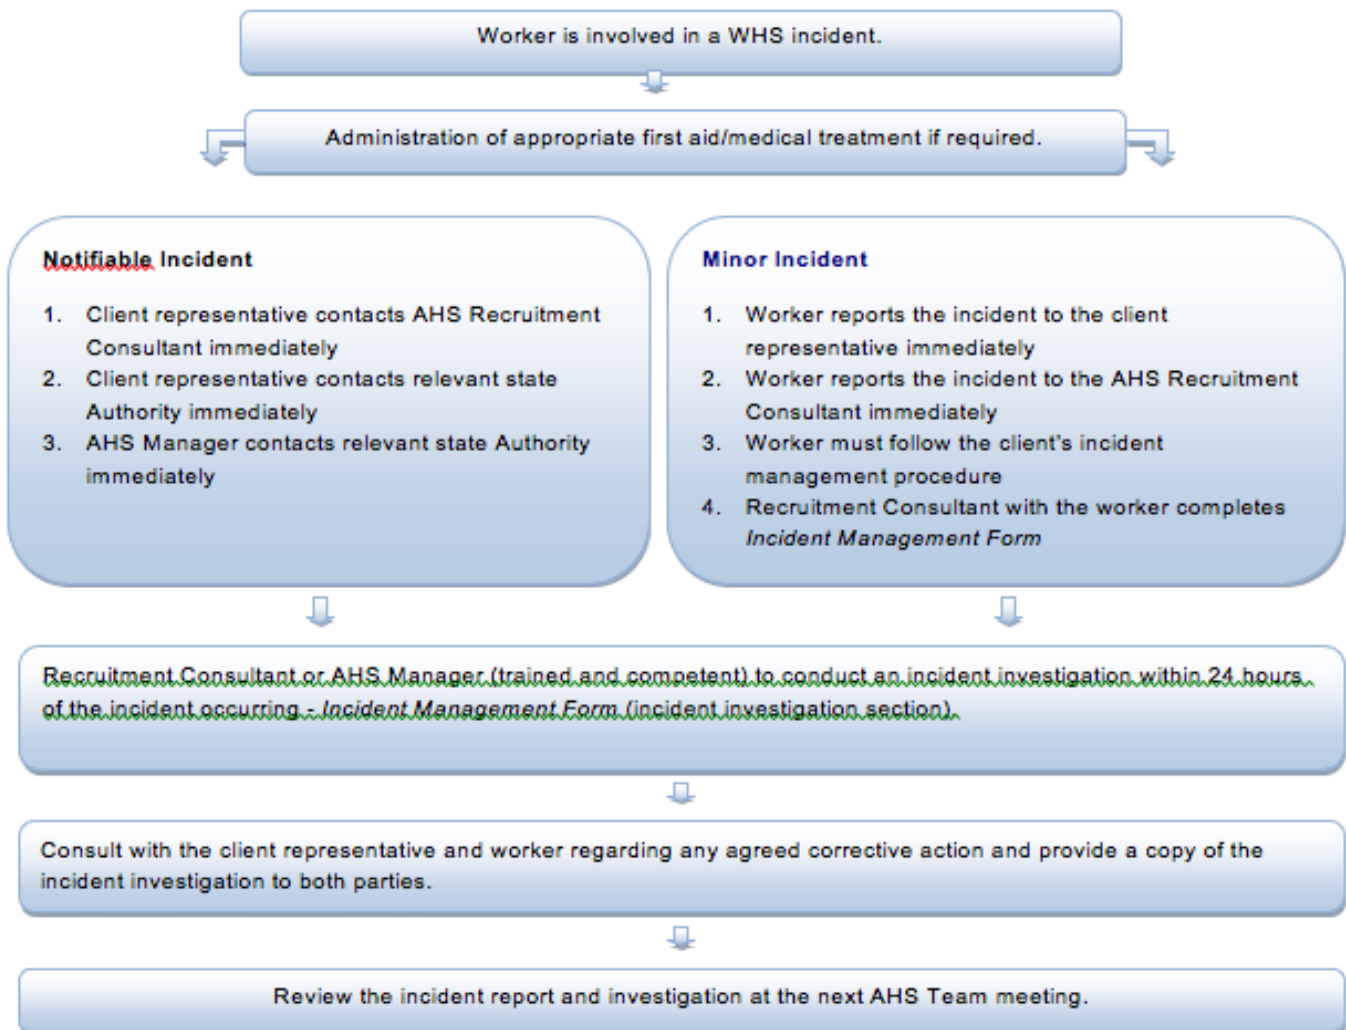 Worker is involved in a WHS incident.
Administration of appropriate first aid/medical treatment if required.
Notifiable Incident
1. Client representative contacts AHS Recruitment
Consultant immediately
2. Client representative contacts relevant state
Authority immediately
3. AHS Manager contacts relevant state Authority
immediately
Minor Incident
1. Worker reports the incident to the client
representative immediately
2. Worker reports the incident to the AHS Recruitment
Consultant immediately
3. Worker must follow the client's incident
management procedure
4. Recruitment Consultant with the worker completes
Incident Management Form
Recruitment Consultant or AHS Manager (trained and competent) to conduct an incident investigation within 24 hours
of the incident occurring - Incident Management Form (incident investigation section).
Consult with the client representative and worker regarding any agreed corrective action and provide a copy of the
incident investigation to both parties.
Review the incident report and investigation at the next AHS Team meeting.